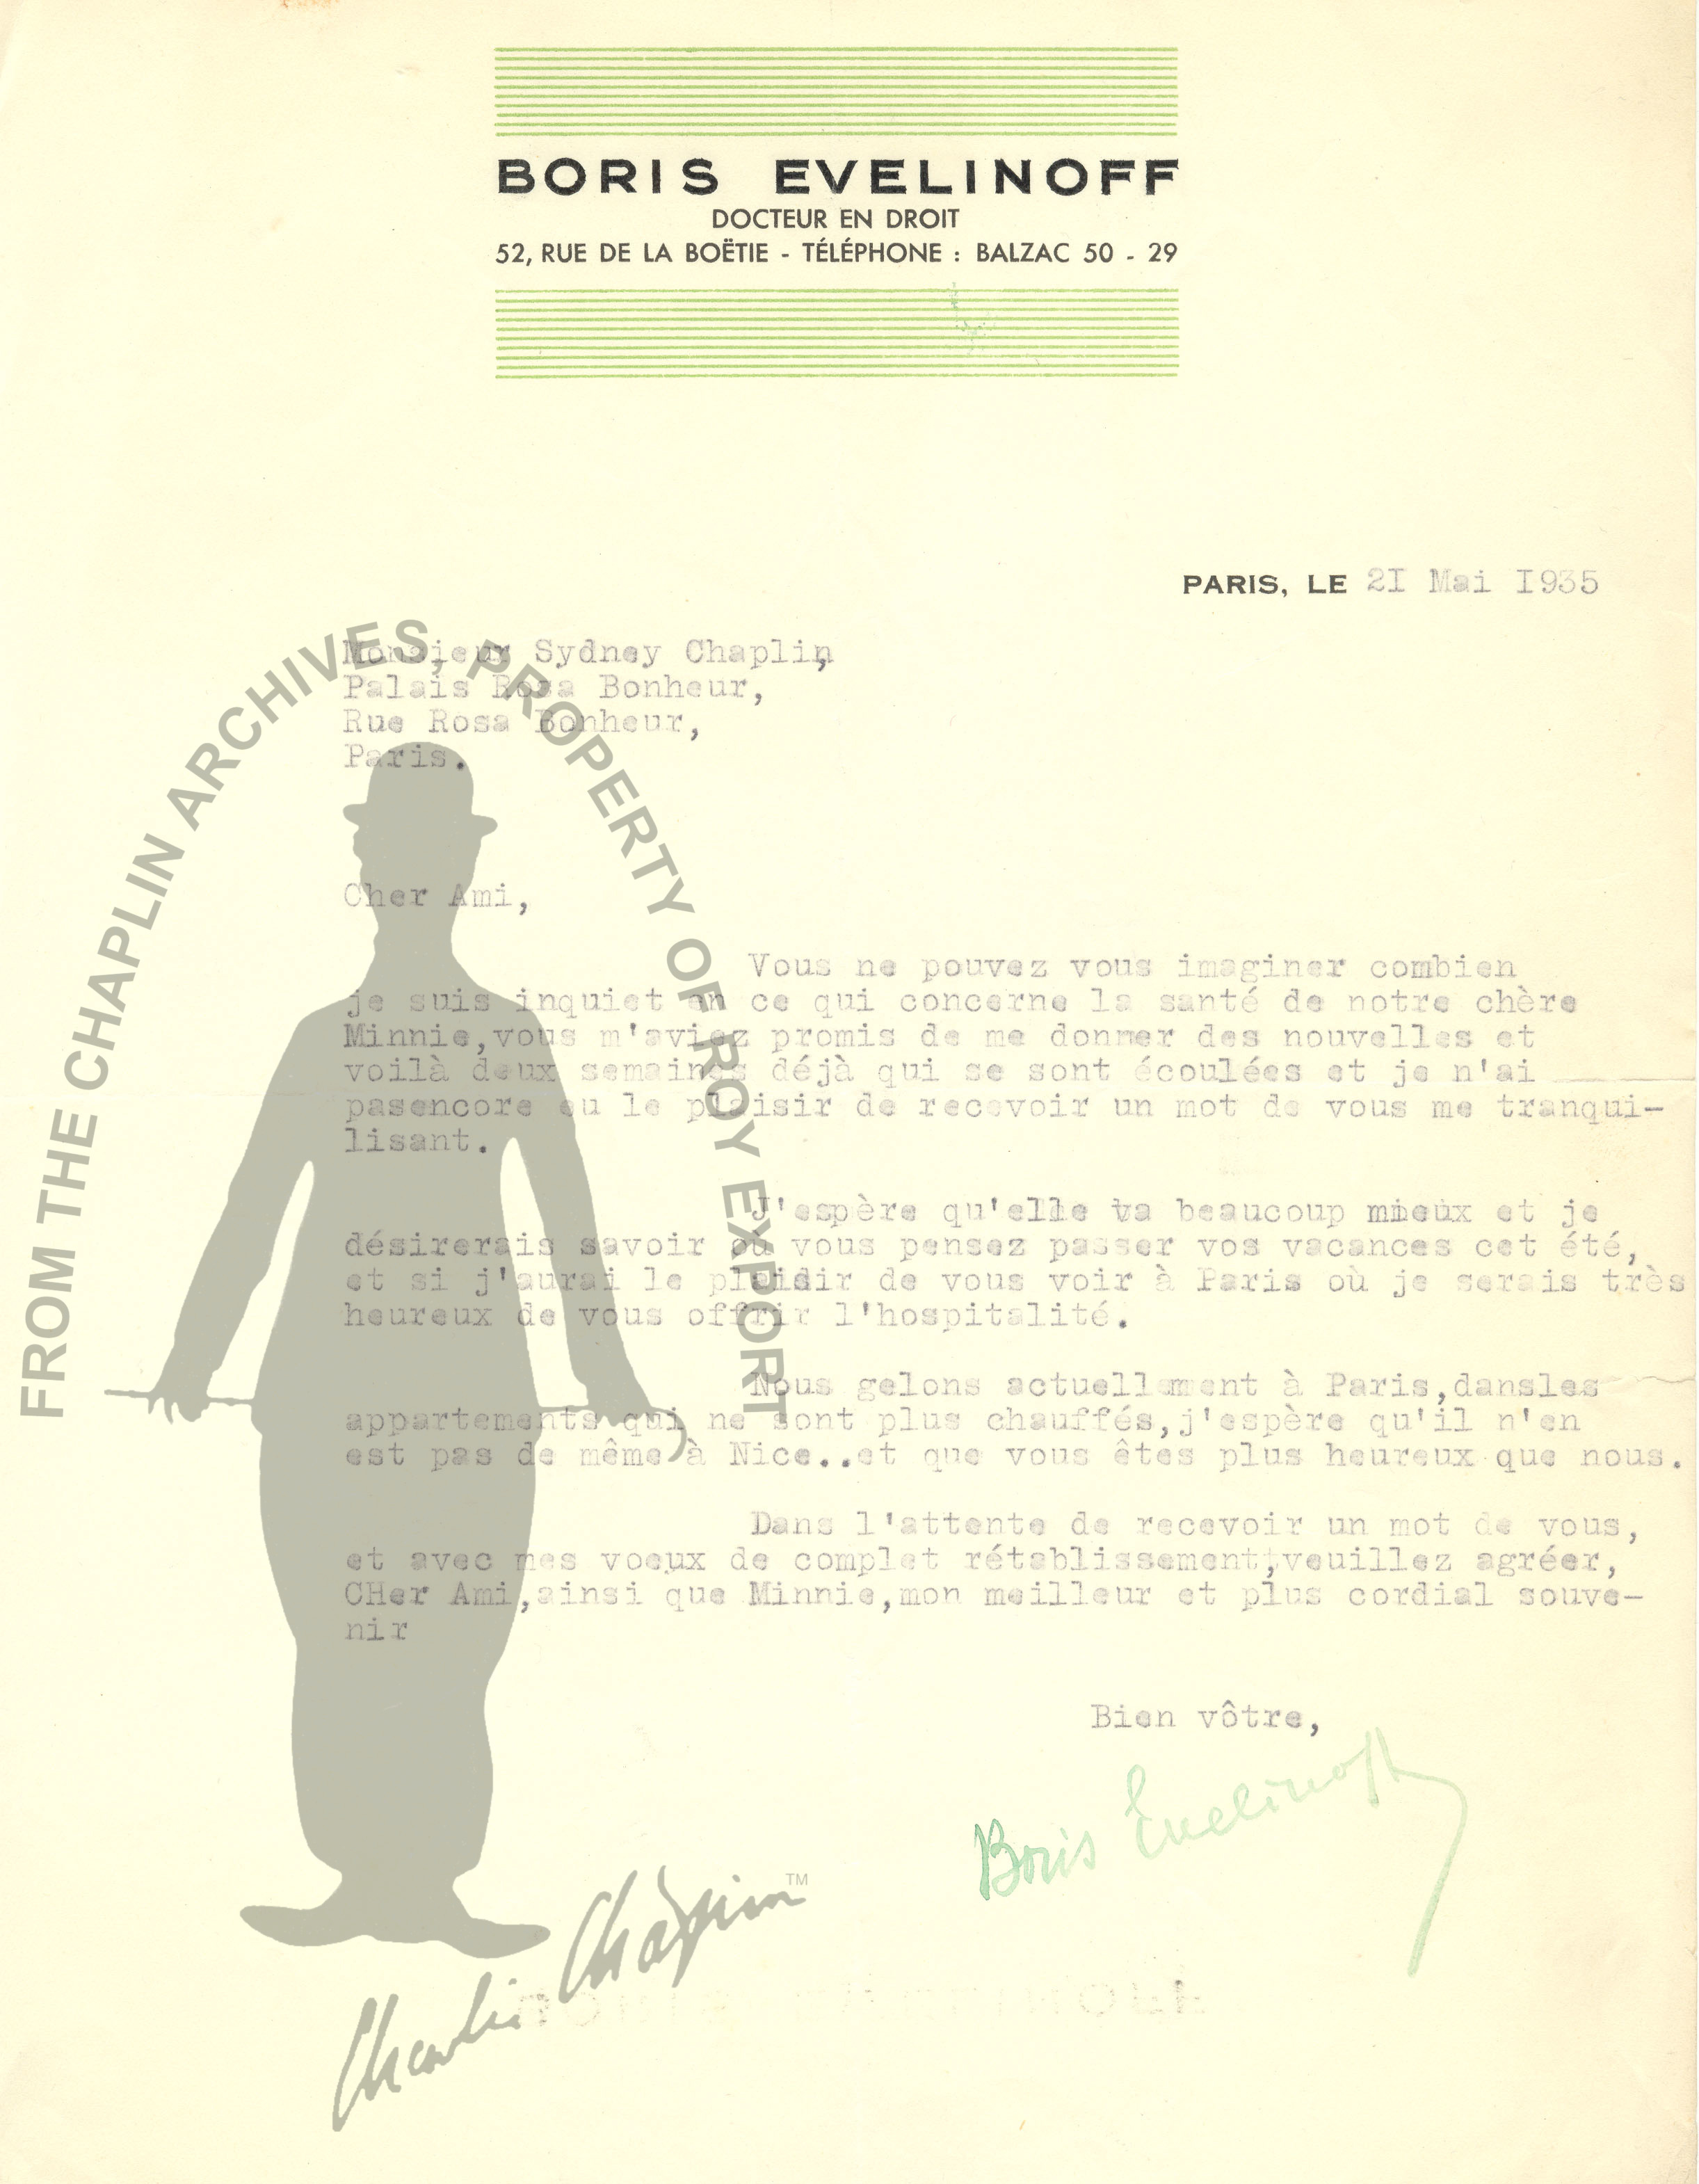 BORIS EVELINOFF
DOCTEUR EN DROIT
52, RUE DE LA BOËTIE - TÉLÉPHONE : BALZAC 50 - 29
PARIS, LE 2I Mai I935
Monsieur Sydney Chaplin,
Palais Rosa Bonheur,
Rue Rosa Bonheur,
Paris.
Cher Ami,
Vous ne pouvez vous imaginer combien
je suis inquiet en ce qui concerne la santé de notre chère
Minnie,vous m'aviez promis de me donner des nouvelles et
voilà deux semaines déjà qui se sont écoulées et je n'ai
pasencore eu le plaisir de recevoir un mot de vous me tranqui-
lisant.
J'espère qu'elle va beaucoup mieux et je
désirerais savoir où vous pensez passer vos vacances cet été,
et si j'aurai le plaidir de vous voir à Paris où je serais très
heureux de vous offrir l'hospitalité.
Nous gelons actuellement à Paris,dansles
appartements qui ne sont plus chauffés,j'espère qu'il n'en
est pas de même à Nice..et que vous êtes plus heureux que nous.
Dans l'attente de recevoir un mot de vous,
et avec mes voeux de complet rétablissement,veuillez agréer,
CHer Ami,ainsi que Minnie,mon meilleur et plus cordial souve-
nir
Bien vôtre,
Boris Evelinoff
FROM THE CHAPLIN ARCHIVES, PROPERTY OF ROY EXPORT
Charlie Chaplin™